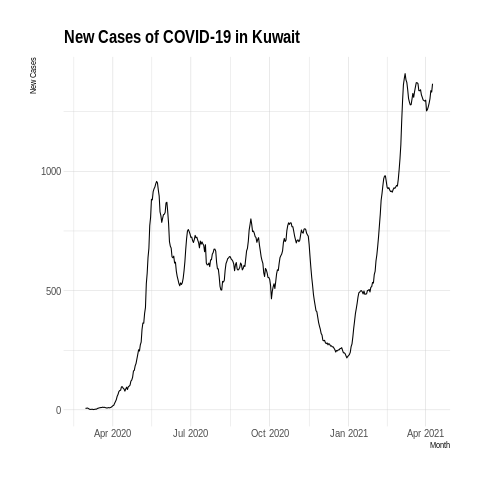 New Cases of COVID-19 in Kuwait
New Cases
1000
500
0
Apr 2020 Jul 2020 Oct 2020 Jan 2021 Apr 2021
Month